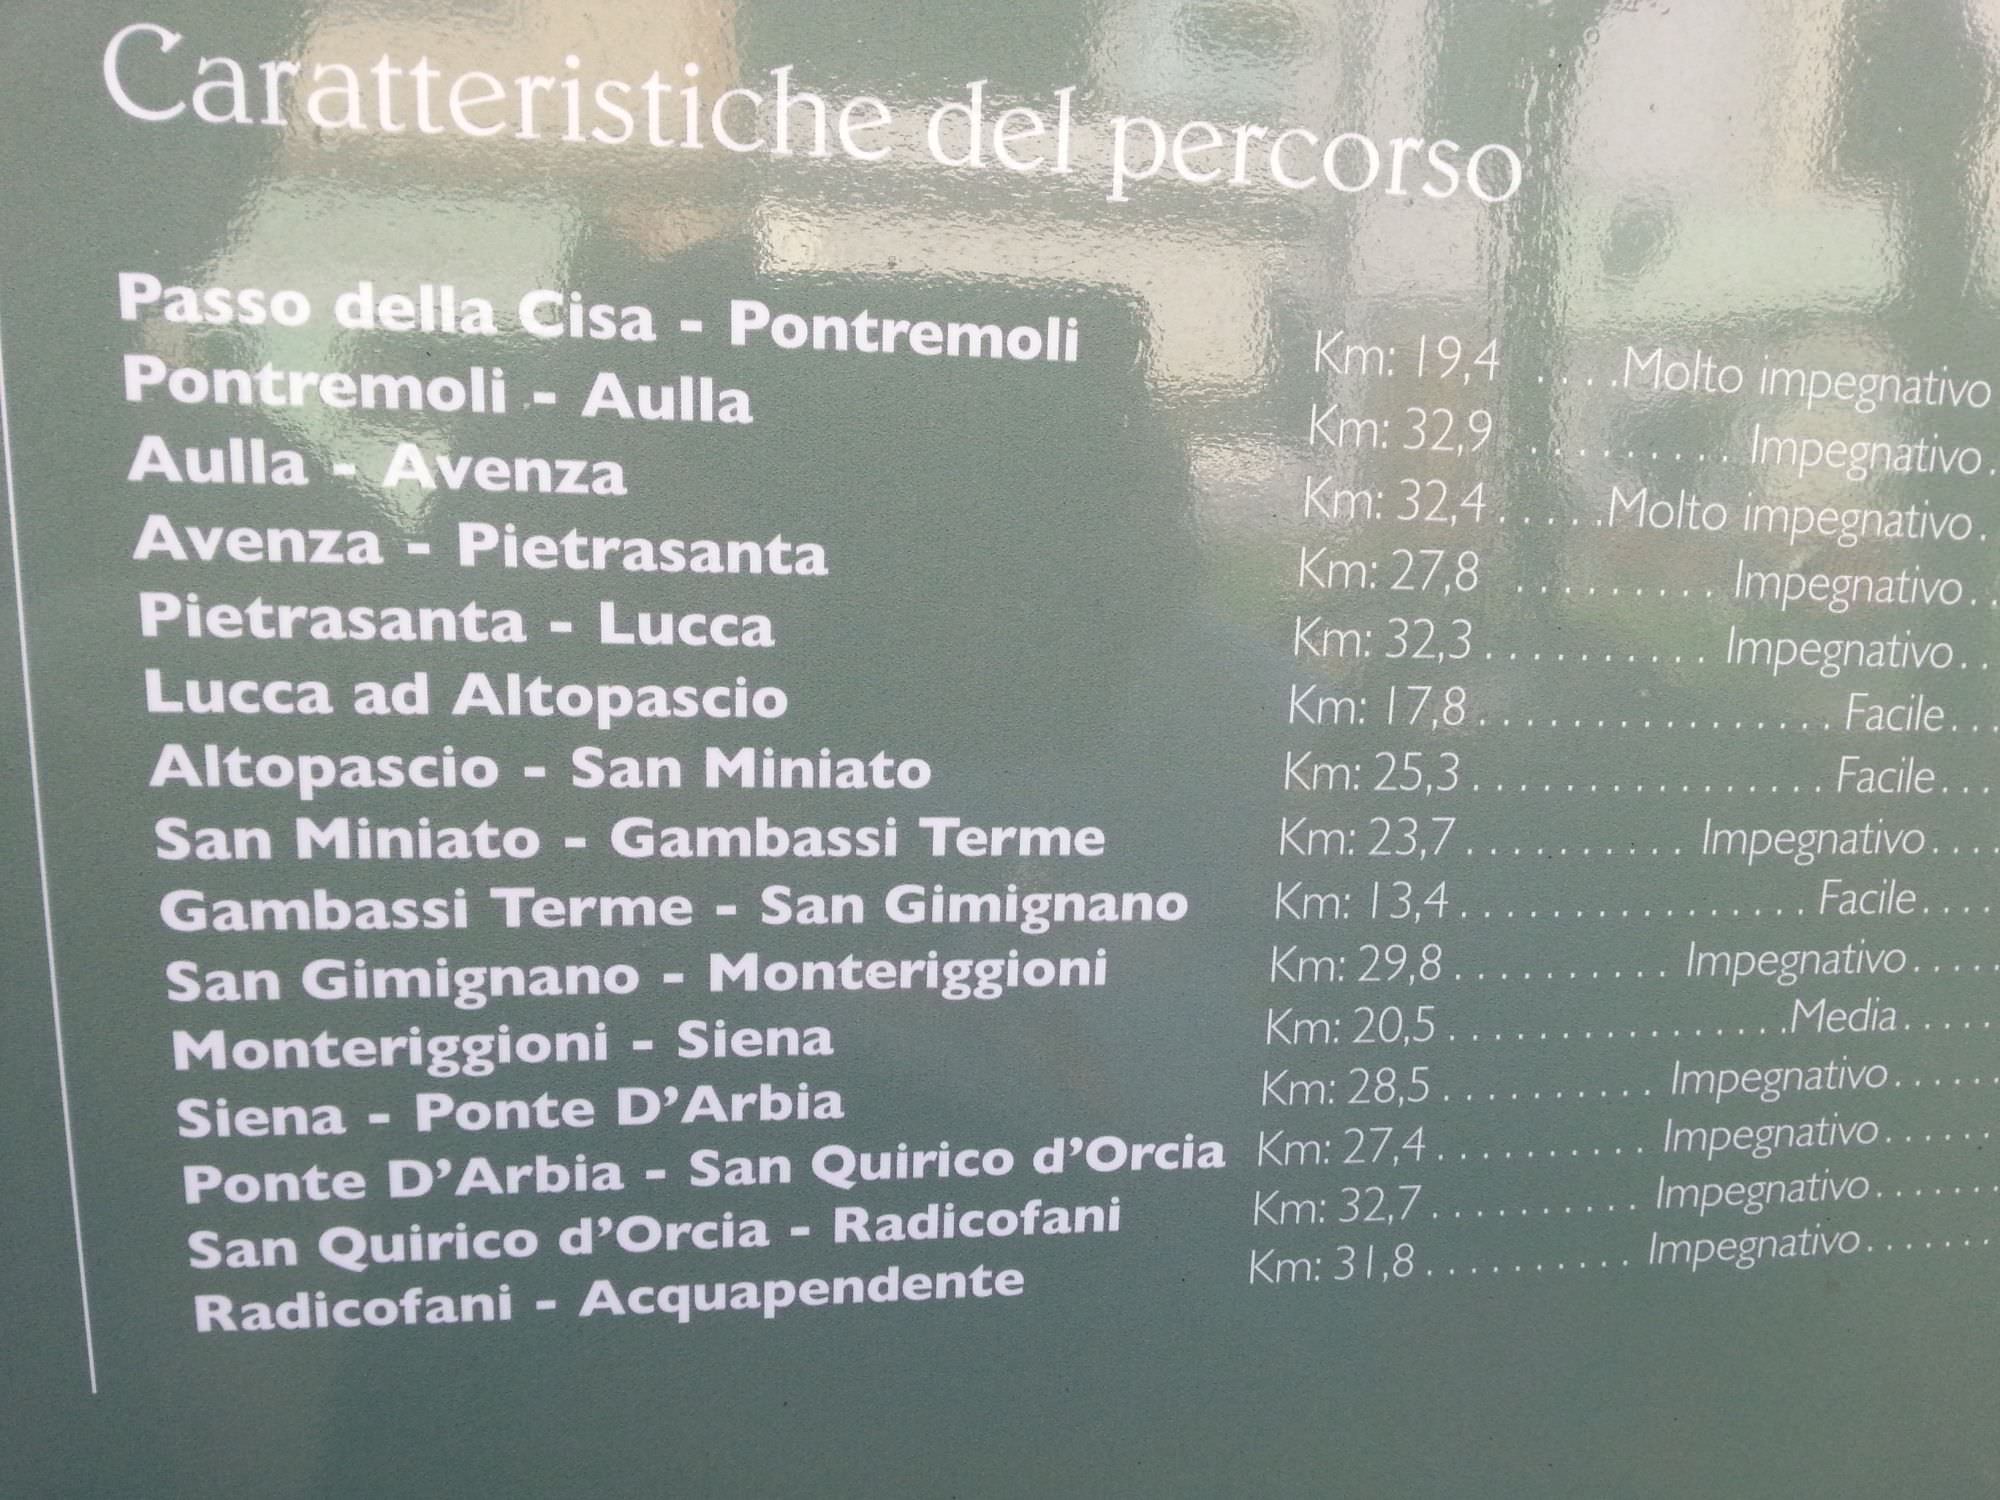 Caratteristiche del percorso
Passo della Cisa - Pontremoli Km: 19,4 ....Molto impegnativo
Pontremoli - Aulla Km: 32,9 ......... Impegnativo.
Aulla - Avenza Km: 32,4.....Molto impegnativo.
Avenza - Pietrasanta Km: 27,8 ......... Impegnativo..
Pietrasanta - Lucca Km: 32,3.......... Impegnativo..
Lucca ad Altopascio Km: 17,8................ Facile...
Altopascio - San Miniato Km: 25,3................ Facile...
San Miniato - Gambassi Terme Km: 23,7.......... Impegnativo....
Gambassi Terme - San Gimignano Km: 13,4................ Facile....
San Gimignano - Monteriggioni Km: 29,8.......... Impegnativo.....
Monteriggioni - Siena Km: 20,5................Media.....
Siena - Ponte D'Arbia Km: 28,5.......... Impegnativo......
Ponte D'Arbia - San Quirico d'Orcia Km: 27,4.......... Impegnativo......
San Quirico d'Orcia - Radicofani Km: 32,7.......... Impegnativo.......
Radicofani - Acquapendente Km: 31,8.......... Impegnativo.......